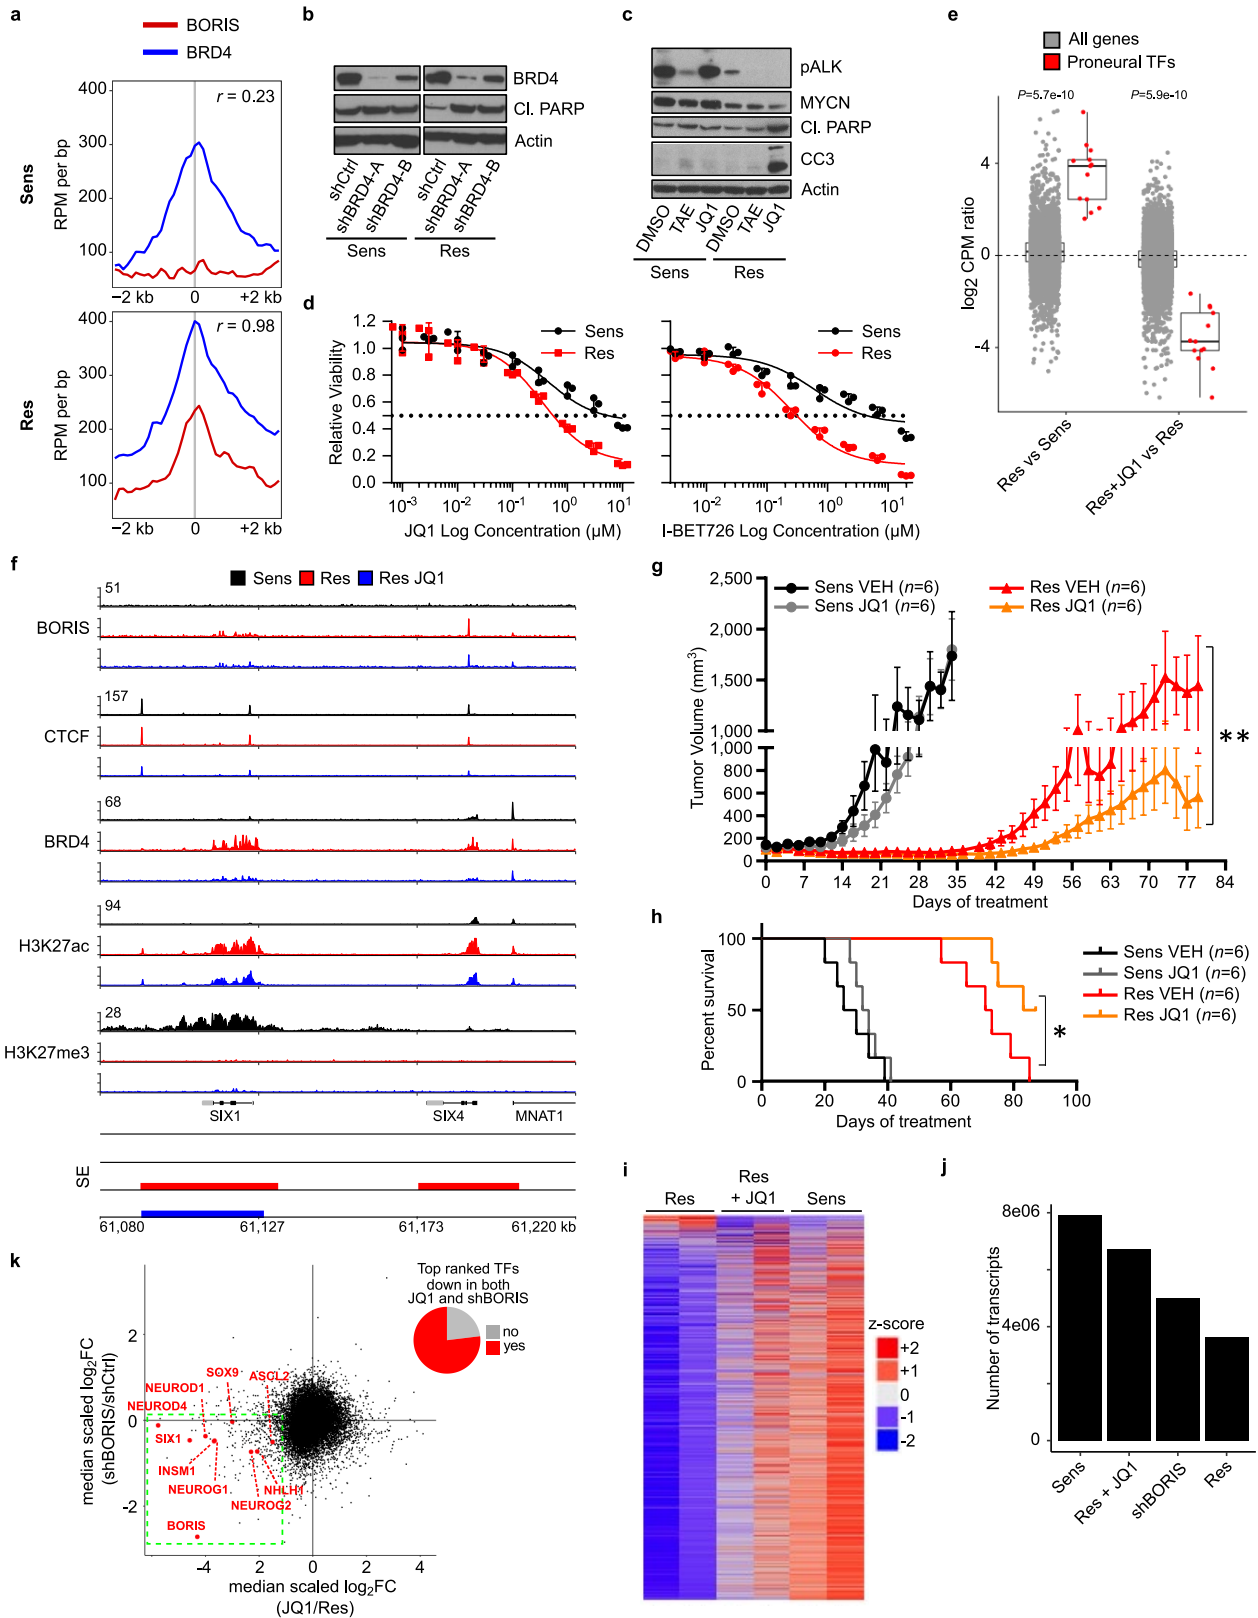 a
BORIS
BRD4
400
300
200
100
r = 0.23
Sens
RPM per bp
−2 kb 0 +2 kb
400
300
200
100
r = 0.98
Res
RPM per bp
−2 kb 0 +2 kb
b
BRD4
Cl. PARP
Actin
shCtrl
shBRD4-A
shBRD4-B
shCtrl
shBRD4-A
shBRD4-B
Sens Res
c
pALK
MYCN
Cl. PARP
CC3
Actin
DMSO
TAE
JQ1
DMSO
TAE
JQ1
Sens Res
d
1.2
1.0
0.8
0.6
0.4
0.2
0.0
Relative Viability
Sens
Res
10⁻³ 10⁻² 10⁻¹ 10⁰ 10¹
JQ1 Log Concentration (µM)
Sens
Res
10⁻² 10⁻¹ 10⁰ 10¹
I-BET726 Log Concentration (µM)
e
All genes
Proneural TFs
P=5.7e-10 P=5.9e-10
4
0
-4
log₂ CPM ratio
Res vs Sens
Res+JQ1 vs Res
f
Sens Res Res JQ1
51
BORIS
157
CTCF
68
BRD4
94
H3K27ac
28
H3K27me3
SIX1 SIX4 MNAT1
SE
61,080 61,127 61,173 61,220 kb
g
2,500
2,000
1,500
1,000
1,000
800
600
400
200
0
Tumor Volume (mm³)
Sens VEH (n=6)
Sens JQ1 (n=6)
Res VEH (n=6)
Res JQ1 (n=6)
**
0 7 14 21 28 35 42 49 56 63 70 77 84
Days of treatment
h
100
50
0
Percent survival
Sens VEH (n=6)
Sens JQ1 (n=6)
Res VEH (n=6)
Res JQ1 (n=6)
*
0 20 40 60 80 100
Days of treatment
i
Res
Res
+ JQ1
Sens
z-score
+2
+1
0
-1
-2
j
8e06
4e06
0
Number of transcripts
Sens
Res + JQ1
shBORIS
Res
k
Top ranked TFs
down in both
JQ1 and shBORIS
no
yes
2
0
-2
median scaled log₂FC
(shBORIS/shCtrl)
SOX9
ASCL2
NEUROD1
NEUROD4
SIX1
INSM1
NEUROG1
NHLH1
NEUROG2
BORIS
-4 -2 0 2 4
median scaled log₂FC
(JQ1/Res)